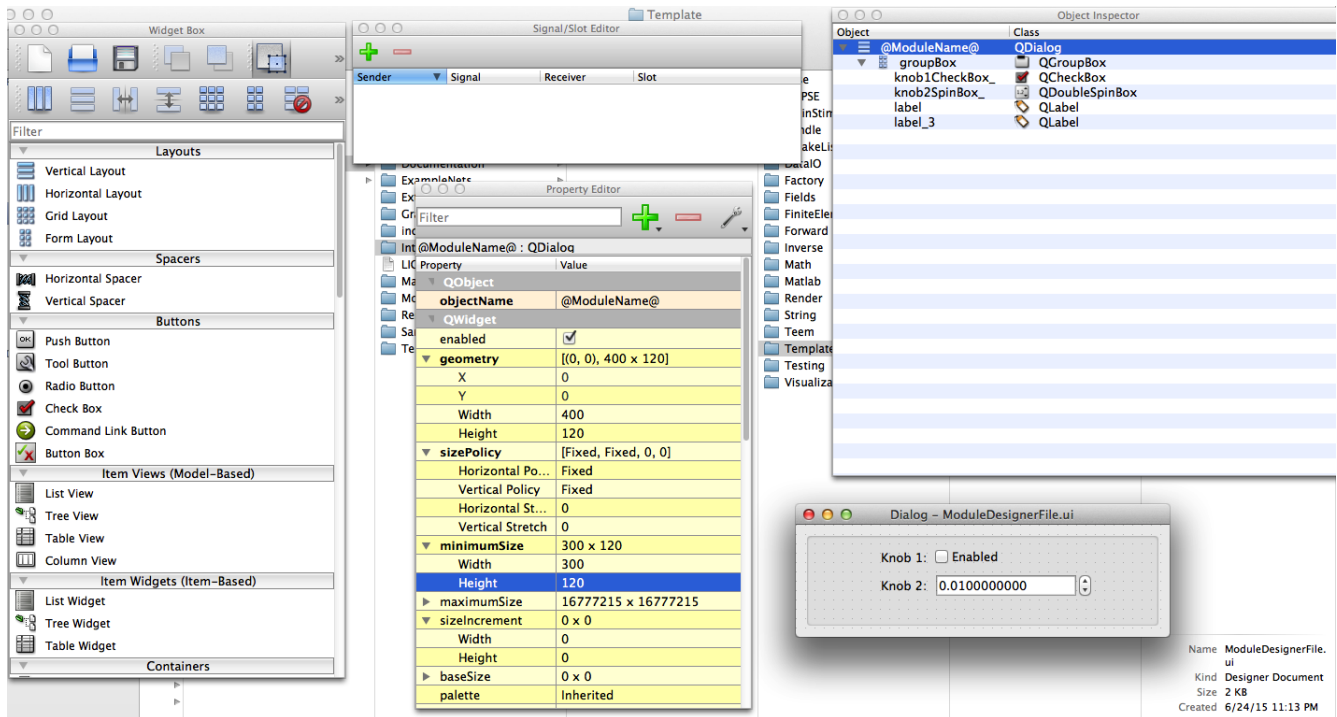 Template
Widget Box
Filter
Layouts
Vertical Layout
Horizontal Layout
Grid Layout
Form Layout
Spacers
Horizontal Spacer
Vertical Spacer
Buttons
Push Button
Tool Button
Radio Button
Check Box
Command Link Button
Button Box
Item Views (Model-Based)
List View
Tree View
Table View
Column View
Item Widgets (Item-Based)
List Widget
Tree Widget
Table Widget
Containers
Signal/Slot Editor
Sender Signal Receiver Slot
Documentation
ExampleNets
Property Editor
Filter
@ModuleName@ : QDialog
Property Value
QObject
objectName @ModuleName@
QWidget
enabled
geometry [(0, 0), 400 x 120]
X 0
Y 0
Width 400
Height 120
sizePolicy [Fixed, Fixed, 0, 0]
Horizontal Po... Fixed
Vertical Policy Fixed
Horizontal St... 0
Vertical Stretch 0
minimumSize 300 x 120
Width 300
Height 120
maximumSize 16777215 x 16777215
sizeIncrement 0 x 0
Width 0
Height 0
baseSize 0 x 0
palette Inherited
DataIO
Factory
Fields
FiniteEle
Forward
Inverse
Math
Matlab
Render
String
Teem
Template
Testing
Visualiza
Object Inspector
Object Class
@ModuleName@ QDialog
groupBox QGroupBox
knob1CheckBox_ QCheckBox
knob2SpinBox_ QDoubleSpinBox
label QLabel
label_3 QLabel
Dialog – ModuleDesignerFile.ui
Knob 1: Enabled
Knob 2: 0.0100000000
Name ModuleDesignerFile.
ui
Kind Designer Document
Size 2 KB
Created 6/24/15 11:13 PM